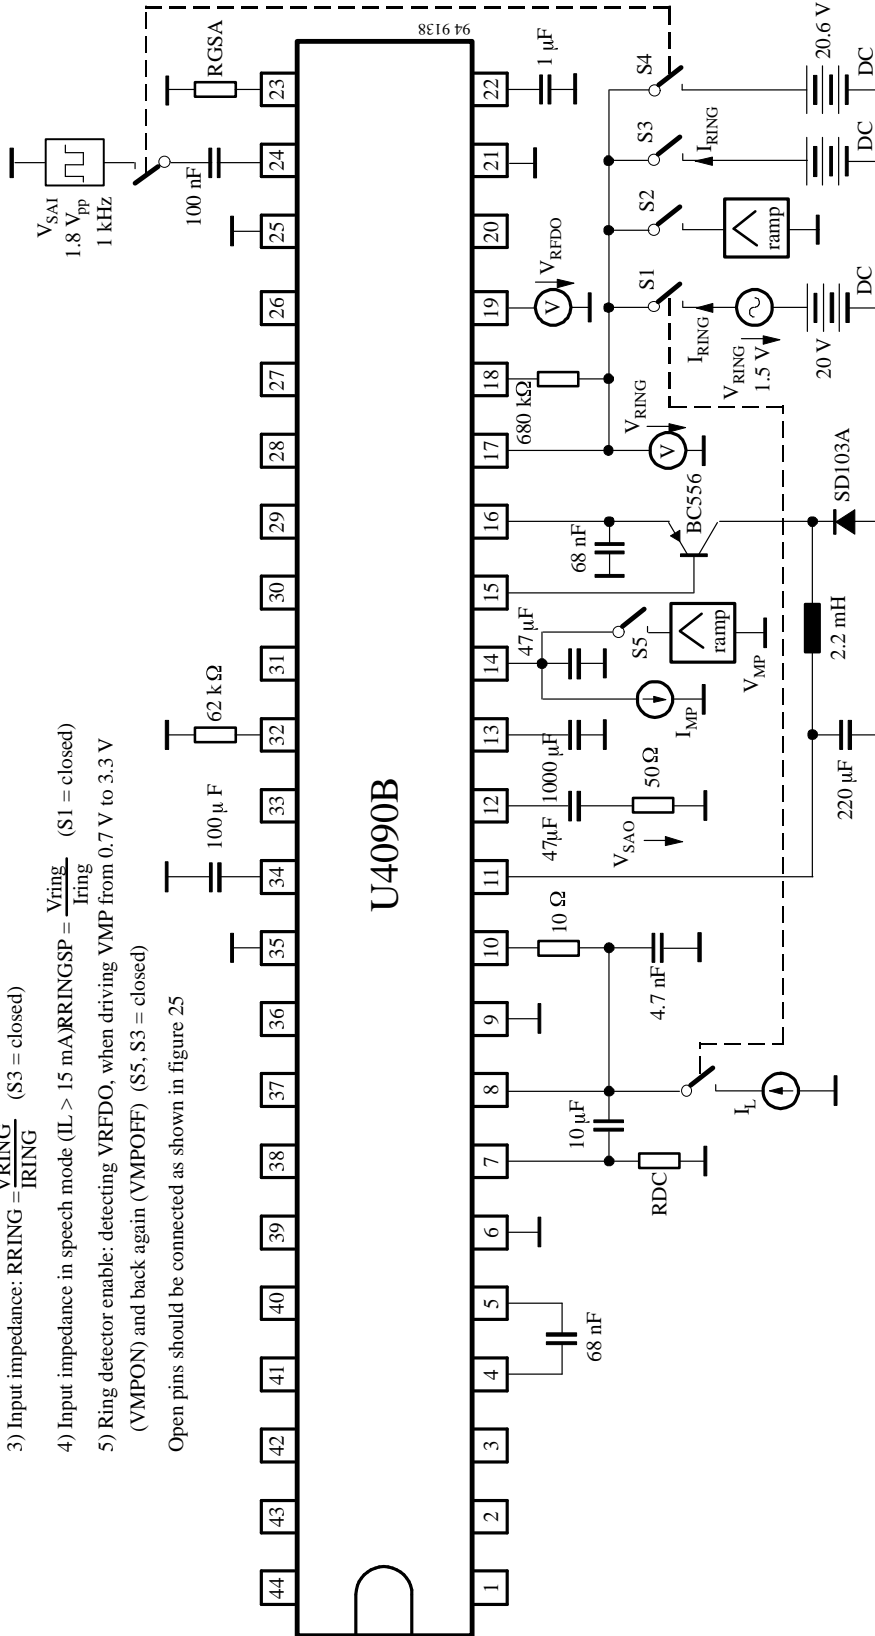 3) Input impedance: RRING = VRING / IRING (S3 = closed)
4) Input impedance in speech mode (IL > 15 mA)RRINGSP = Vring / Iring (S1 = closed)
5) Ring detector enable: detecting VRFDO, when driving VMP from 0.7 V to 3.3 V
(VMPON) and back again (VMPOFF) (S5, S3 = closed)
Open pins should be connected as shown in figure 25
VSAI
1.8 Vpp
1 kHz
100 nF
RGSA
62 kΩ
100 μ F
44
43
42
41
40
39
38
37
36
35
34
33
32
31
30
29
28
27
26
25
24
23
U4090B
94 9138
1
2
3
4
5
6
7
8
9
10
11
12
13
14
15
16
17
18
19
20
21
22
68 nF
10 μF
RDC
10 Ω
4.7 nF
IL
47μF
VSAO
50 Ω
1000 μF
47 μF
IMP
S5
ramp
VMP
68 nF
BC556
220 μF
2.2 mH
SD103A
680 kΩ
V
VRING
V
VRFDO
1 μF
S1
S2
S3
S4
IRING
VRING
1.5 V
20 V
DC
ramp
IRING
DC
20.6 V
DC